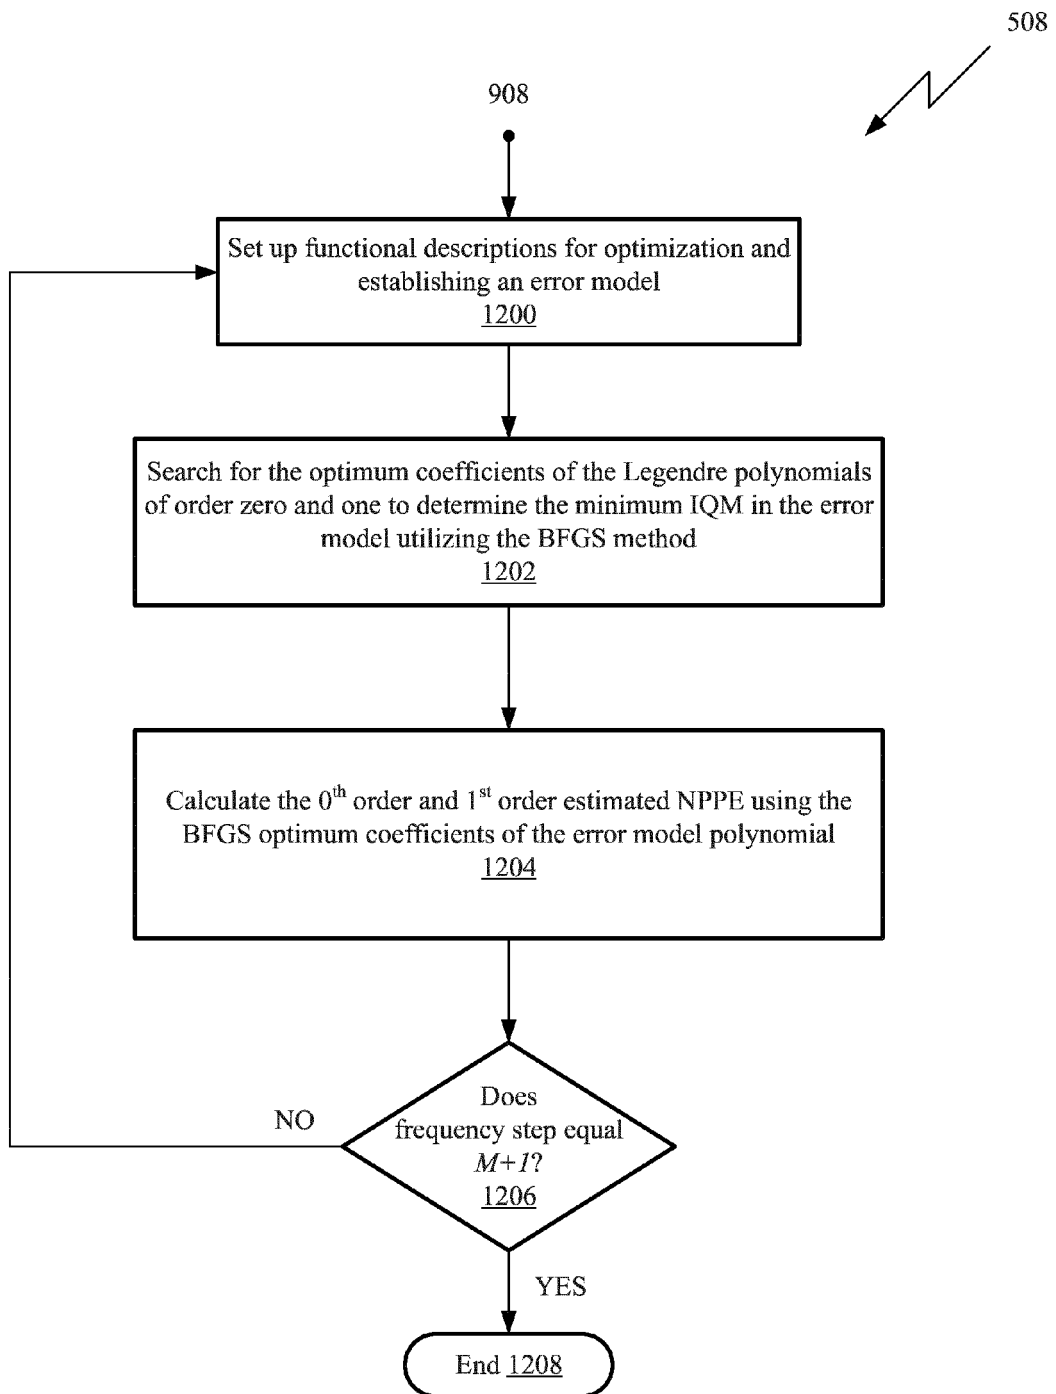 508
908
Set up functional descriptions for optimization and
establishing an error model
1200
Search for the optimum coefficients of the Legendre polynomials
of order zero and one to determine the minimum IQM in the error
model utilizing the BFGS method
1202
Calculate the 0th order and 1st order estimated NPPE using the
BFGS optimum coefficients of the error model polynomial
1204
Does
frequency step equal
M+1?
1206
NO
YES
End 1208